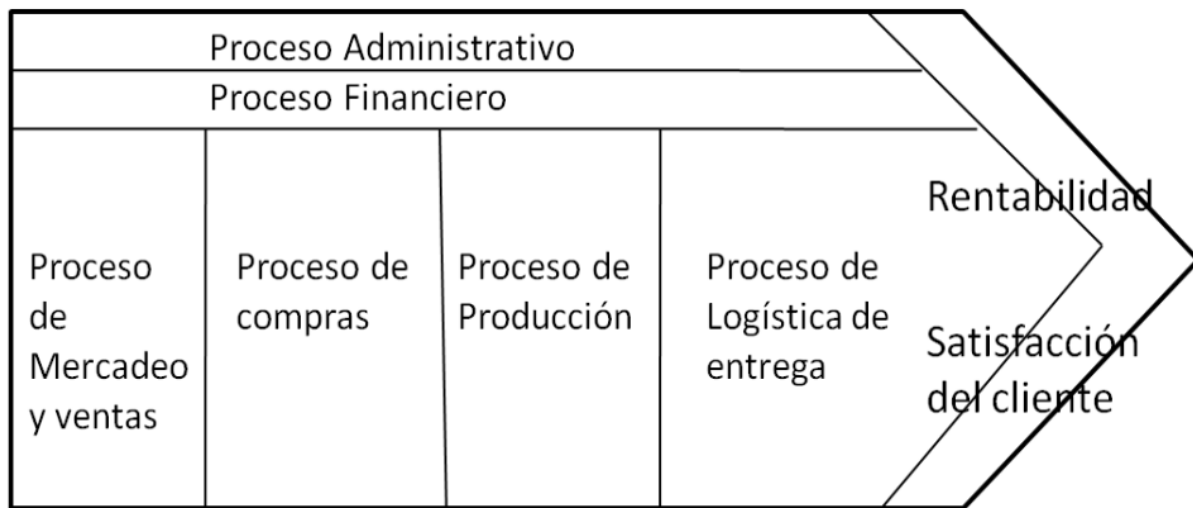 Proceso Administrativo
Proceso Financiero
Proceso
de
Mercadeo
y ventas
Proceso de
compras
Proceso de
Producción
Proceso de
Logística de
entrega
Rentabilidad
Satisfacción
del cliente